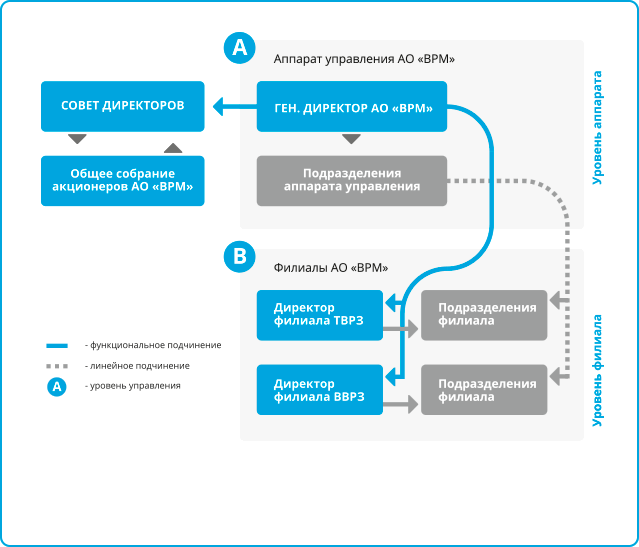 A
Аппарат управления АО «ВРМ»
СОВЕТ ДИРЕКТОРОВ
ГЕН. ДИРЕКТОР АО «ВРМ»
Общее собрание
акционеров АО «ВРМ»
Подразделения
аппарата управления
Уровень аппарата
B
Филиалы АО «ВРМ»
Директор
филиала ТВРЗ
Подразделения
филиала
Директор
филиала ВВРЗ
Подразделения
филиала
Уровень филиала
- функциональное подчинение
- линейное подчинение
A
- уровень управления